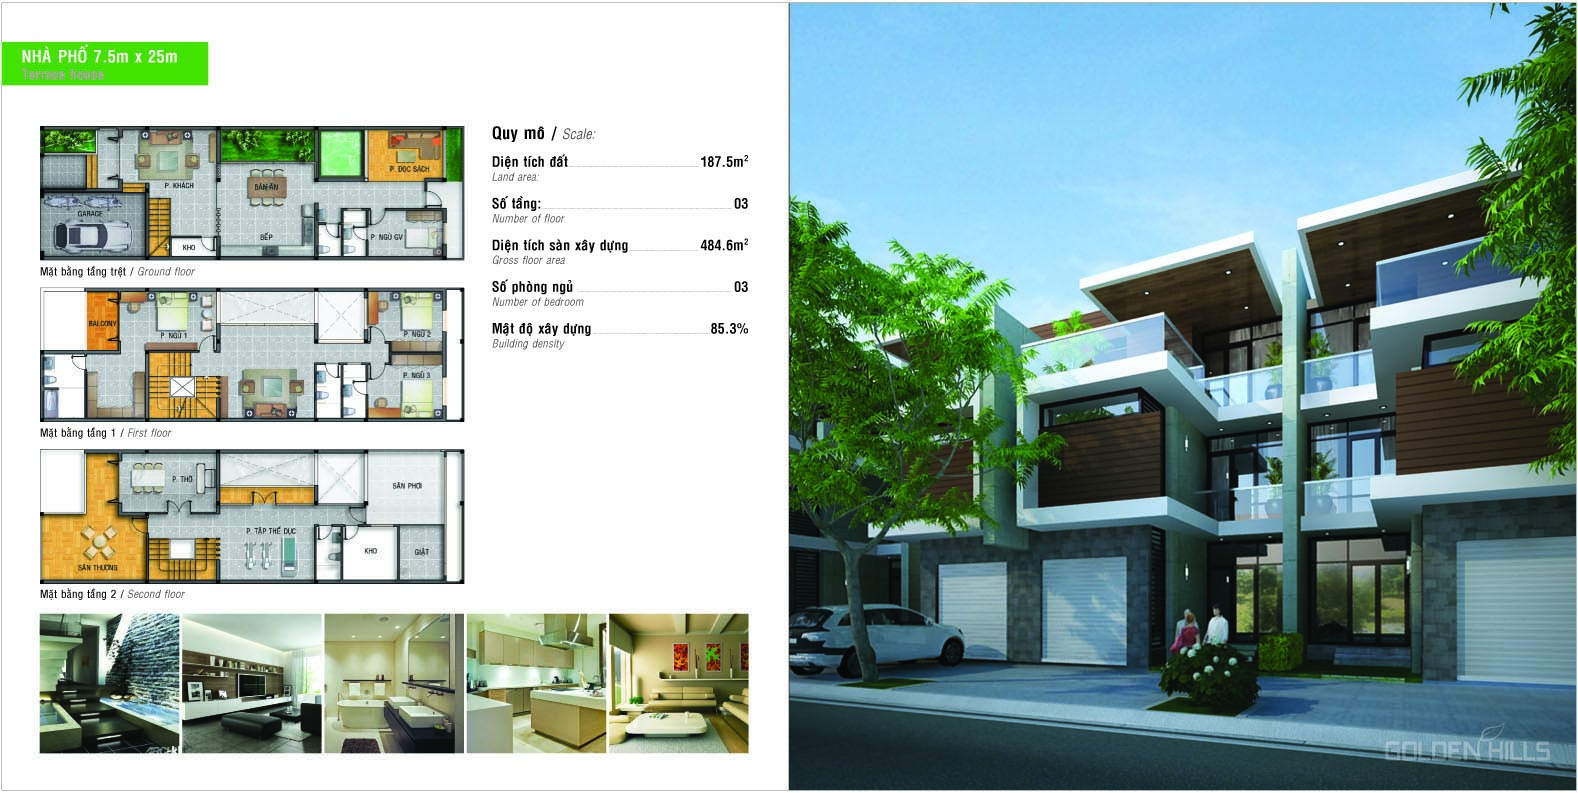 NHÀ PHỐ 7.5m x 25m
Terrace house
P. KHÁCH
BÀN ĂN
P. ĐỌC SÁCH
GARAGE
KHO
BẾP
P. NGỦ GV
Mặt bằng tầng trệt / Ground floor
BALCONY
P. NGỦ 1
P. NGỦ 2
P. NGỦ 3
Mặt bằng tầng 1 / First floor
P. THỜ
SÂN PHƠI
P. TẬP THỂ DỤC
KHO
GIẶT
SÂN THƯỢNG
Mặt bằng tầng 2 / Second floor
Quy mô / Scale:
Diện tích đất 187.5m²
Land area:
Số tầng: 03
Number of floor
Diện tích sàn xây dựng 484.6m²
Gross floor area
Số phòng ngủ 03
Number of bedroom
Mật độ xây dựng 85.3%
Building density
GOLDEN HILLS